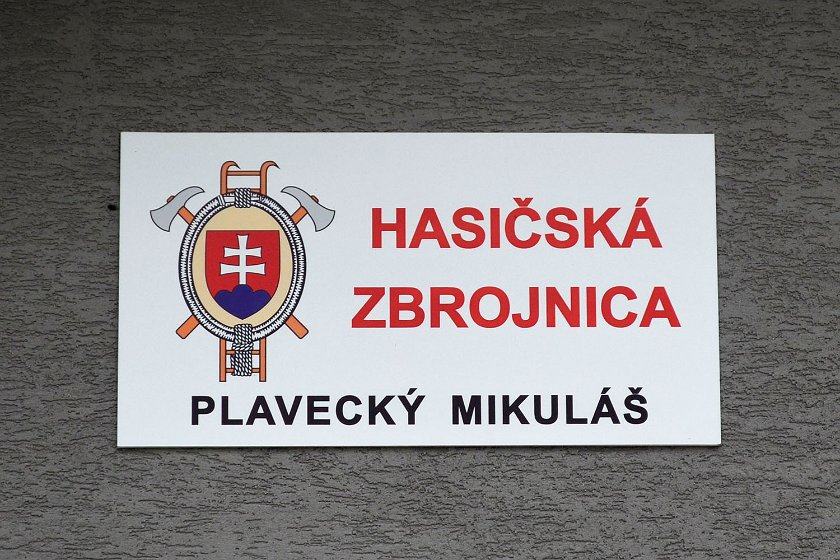 HASIČSKÁ
ZBROJNICA
PLAVECKÝ MIKULÁŠ